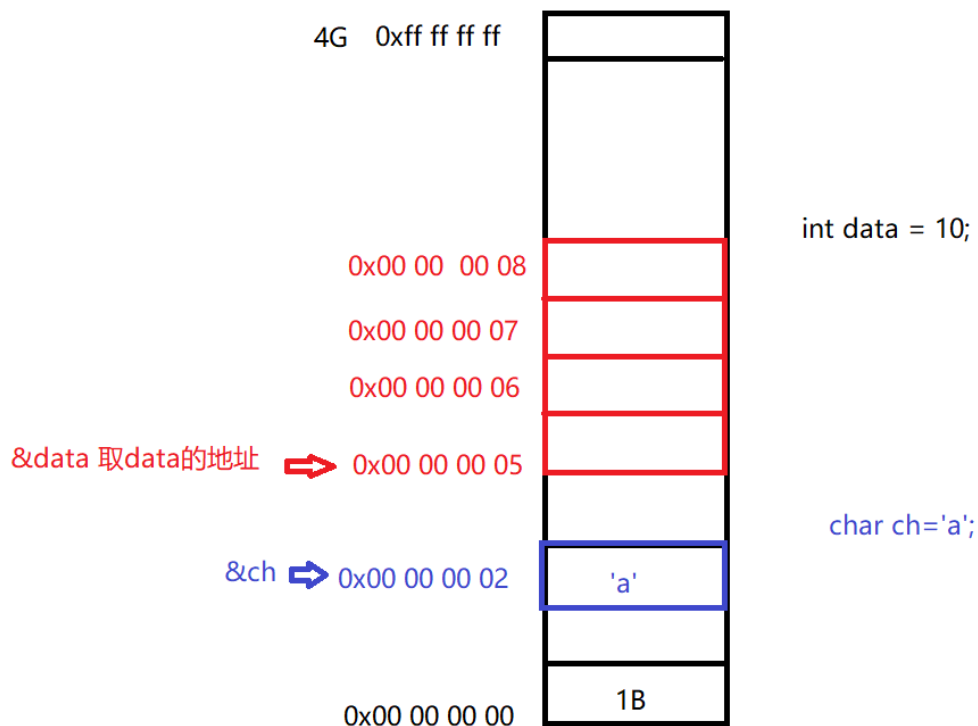 4G 0xff ff ff ff
int data = 10;
0x00 00 00 08
0x00 00 00 07
0x00 00 00 06
&data 取data的地址 0x00 00 00 05
char ch='a';
&ch 0x00 00 00 02 'a'
1B
0x00 00 00 00